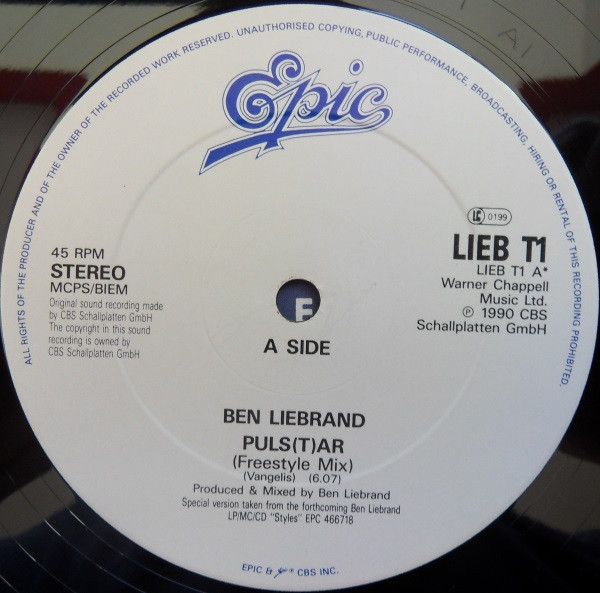 ALL RIGHTS OF THE PRODUCER AND OF THE OWNER OF THE RECORDED WORK RESERVED. UNAUTHORISED COPYING, PUBLIC PERFORMANCE, BROADCASTING, HIRING OR RENTAL OF THIS RECORDING PROHIBITED.
A1
Epic
LC 0199
45 RPM
STEREO
MCPS/BIEM
Original sound recording made
by CBS Schallplatten GmbH
The copyright in this sound
recording is owned by
CBS Schallplatten GmbH
LIEB T1
LIEB T1 A*
Warner Chappell
Music Ltd.
℗ 1990 CBS
Schallplatten GmbH
E
A SIDE
BEN LIEBRAND
PULS(T)AR
(Freestyle Mix)
(Vangelis) (6.07)
Produced & Mixed by Ben Liebrand
Special version taken from the forthcoming Ben Liebrand
LP/MC/CD "Styles" EPC 466718
EPIC & ® CBS INC.